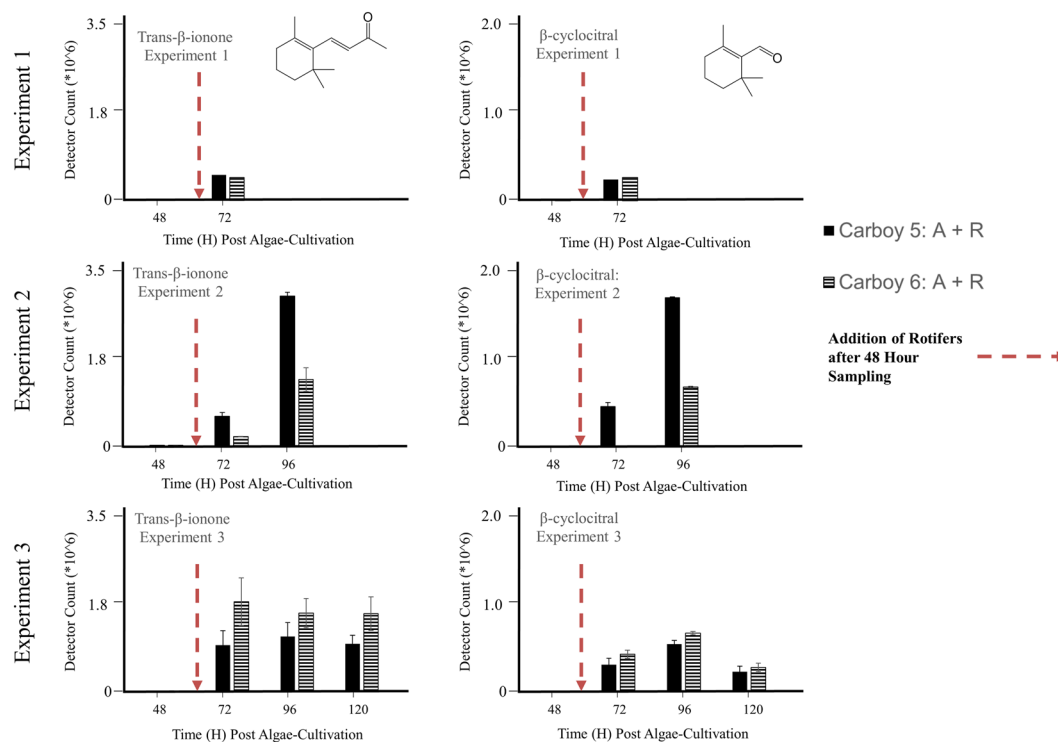 Experiment 1
Detector Count (*10^6)
3.5
1.8
0
Trans-β-ionone
Experiment 1
O
48
72
Time (H) Post Algae-Cultivation
Detector Count (*10^6)
2.0
1.0
0
β-cyclocitral
Experiment 1
O
48
72
Time (H) Post Algae-Cultivation
Experiment 2
Detector Count (*10^6)
3.5
1.8
0
Trans-β-ionone
Experiment 2
48
72
96
Time (H) Post Algae-Cultivation
Detector Count (*10^6)
2.0
1.0
0
β-cyclocitral:
Experiment 2
48
72
96
Time (H) Post Algae-Cultivation
Experiment 3
Detector Count (*10^6)
3.5
1.8
0
Trans-β-ionone
Experiment 3
48
72
96
120
Time (H) Post Algae-Cultivation
Detector Count (*10^6)
2.0
1.0
0
β-cyclocitral
Experiment 3
48
72
96
120
Time (H) Post Algae-Cultivation
Carboy 5: A + R
Carboy 6: A + R
Addition of Rotifers
after 48 Hour
Sampling